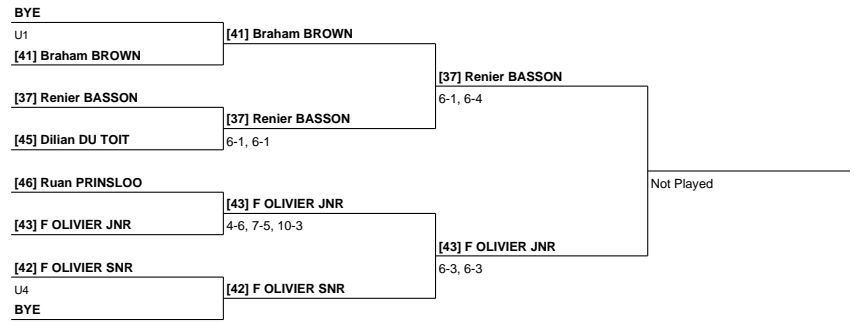 BYE
U1
[41] Braham BROWN
[41] Braham BROWN
[37] Renier BASSON
6-1, 6-4
[37] Renier BASSON
[37] Renier BASSON
6-1, 6-1
[45] Dilian DU TOIT
Not Played
[46] Ruan PRINSLOO
[43] F OLIVIER JNR
4-6, 7-5, 10-3
[43] F OLIVIER JNR
[43] F OLIVIER JNR
6-3, 6-3
[42] F OLIVIER SNR
U4
[42] F OLIVIER SNR
BYE